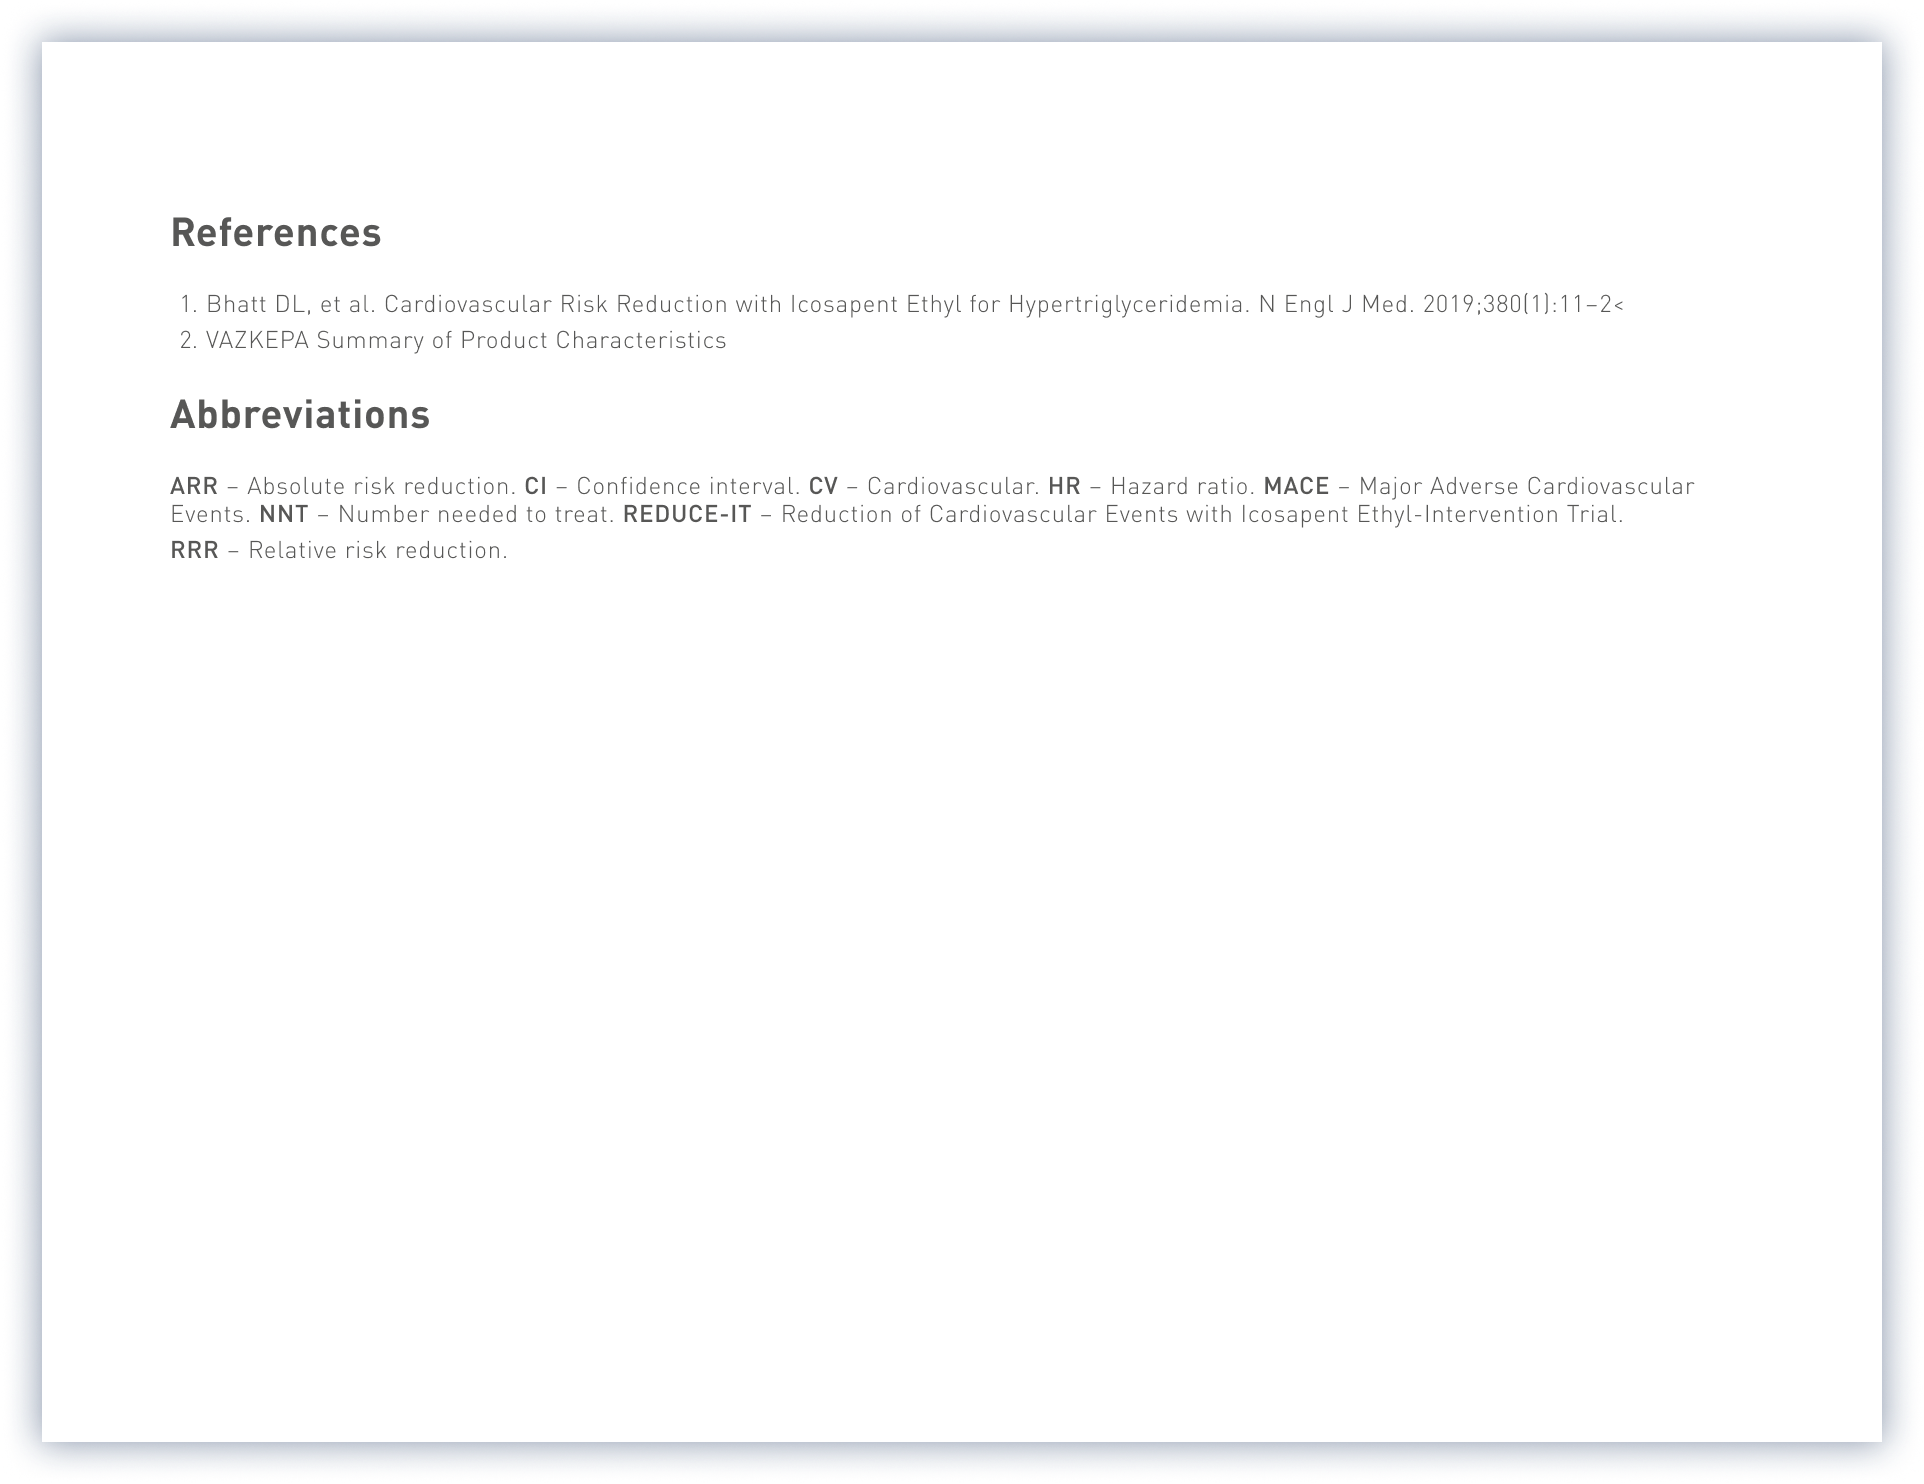 References
1. Bhatt DL, et al. Cardiovascular Risk Reduction with Icosapent Ethyl for Hypertriglyceridemia. N Engl J Med. 2019;380(1):11–2<
2. VAZKEPA Summary of Product Characteristics
Abbreviations
ARR – Absolute risk reduction. CI – Confidence interval. CV – Cardiovascular. HR – Hazard ratio. MACE – Major Adverse Cardiovascular
Events. NNT – Number needed to treat. REDUCE-IT – Reduction of Cardiovascular Events with Icosapent Ethyl-Intervention Trial.
RRR – Relative risk reduction.